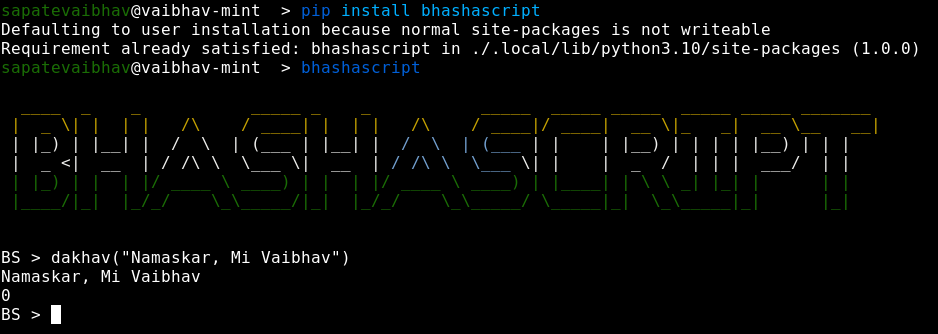 sapatevaibhav@vaibhav-mint > pip install bhashascript
Defaulting to user installation because normal site-packages is not writeable
Requirement already satisfied: bhashascript in ./.local/lib/python3.10/site-packages (1.0.0)
sapatevaibhav@vaibhav-mint > bhashascript
BHASHASCRIPT
BS > dakhav("Namaskar, Mi Vaibhav")
Namaskar, Mi Vaibhav
0
BS >